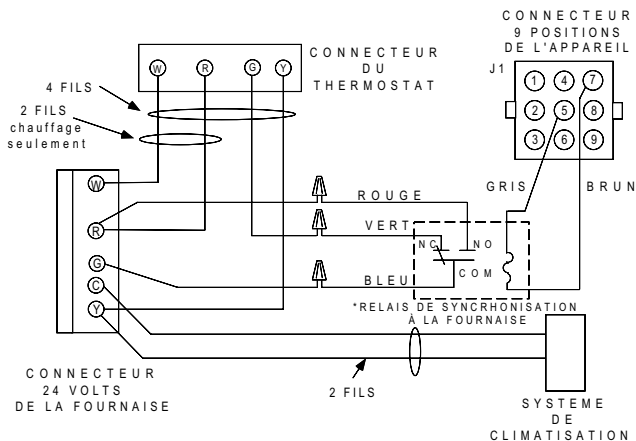 CONNECTEUR
9 POSITIONS
DE L'APPAREIL
J1
1 4 7
2 5 8
3 6 9
CONNECTEUR
DU
THERMOSTAT
W R G Y
4 FILS
2 FILS
chauffage
seulement
W
R
G
C
Y
GRIS
BRUN
ROUGE
VERT
BLEU
NC
NO
COM
*RELAIS DE SYNCRHONISATION
À LA FOURNAISE
CONNECTEUR
24 VOLTS
DE LA FOURNAISE
2 FILS
SYSTEME
DE
CLIMATISATION